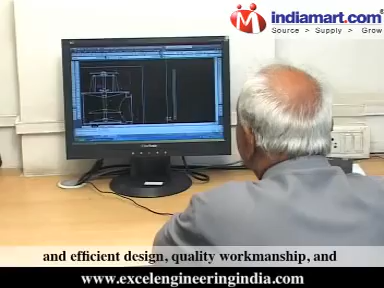 indiamart.com®
Source > Supply > Grow
and efficient design, quality workmanship, and
www.excelengineeringindia.com